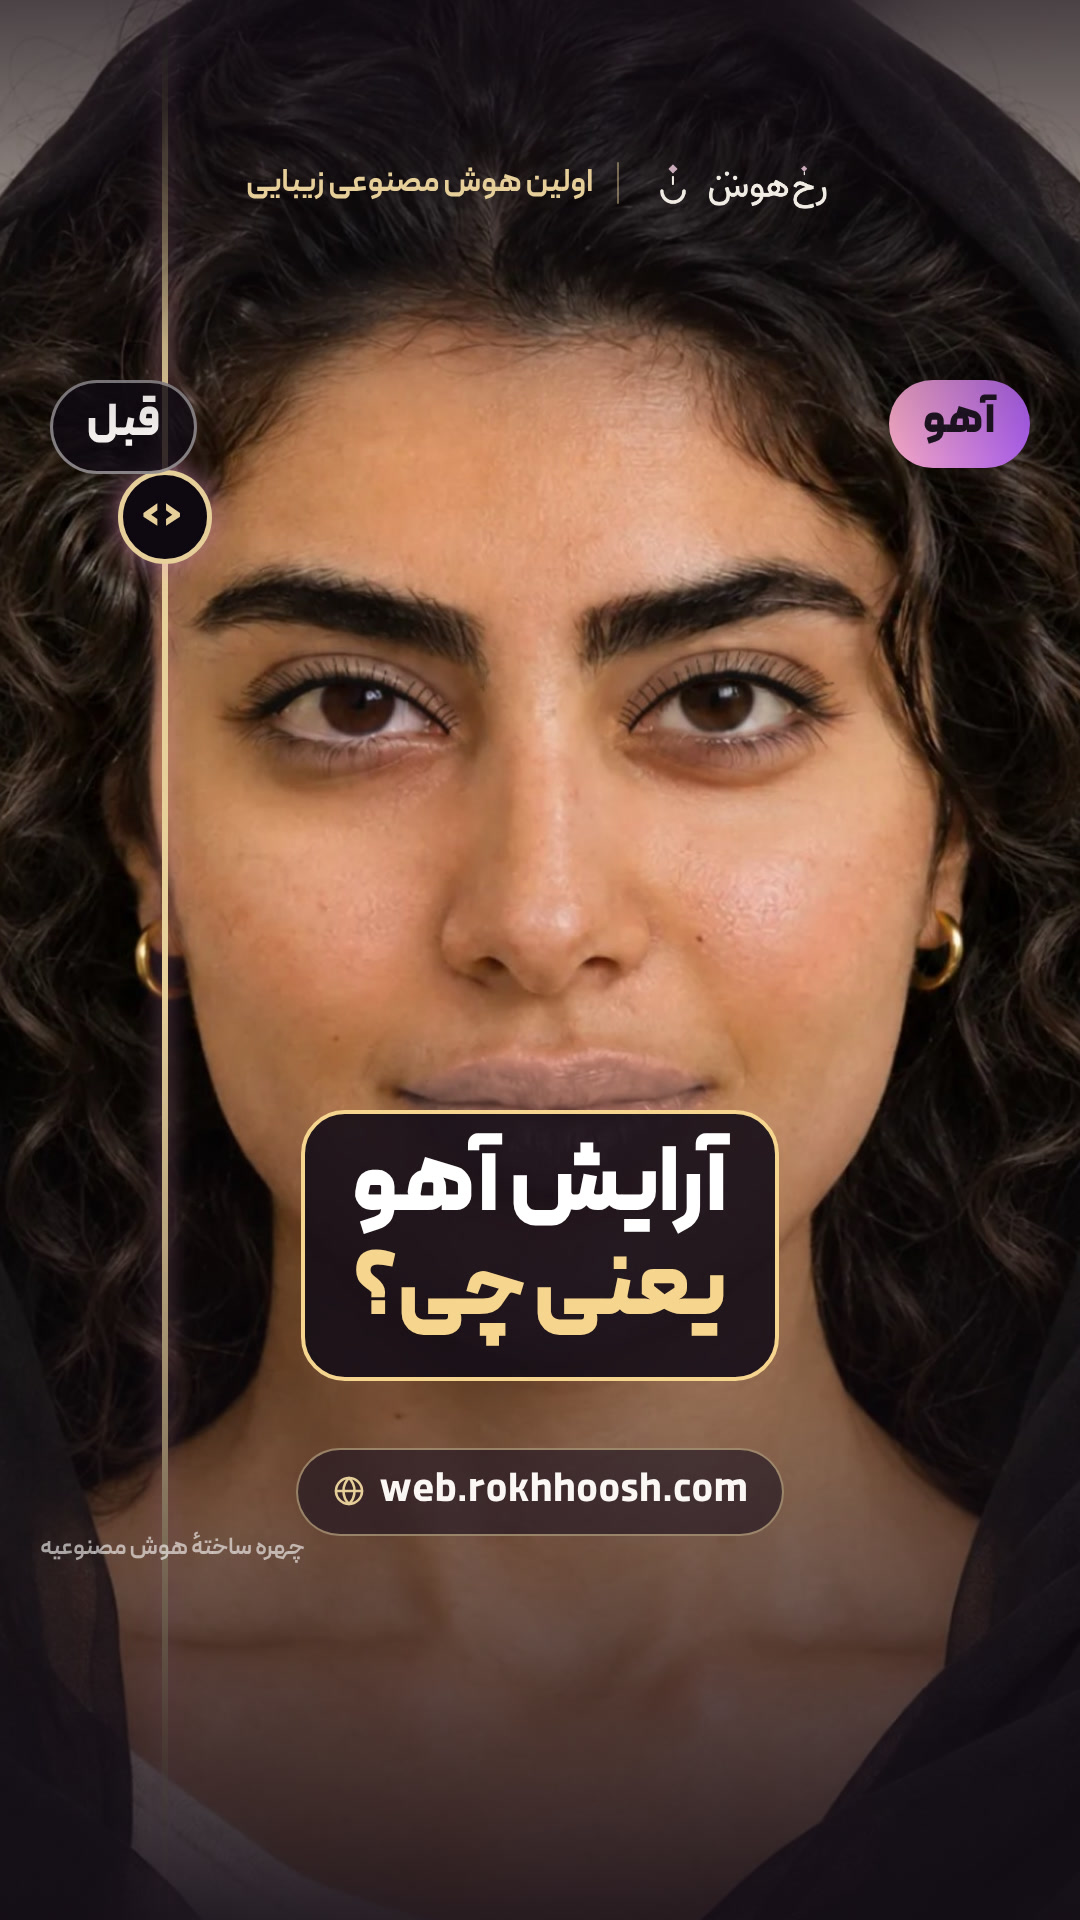 رخ هوش | اولین هوش مصنوعی زیبایی
آهو
قبل
آرایش آهو
یعنی چی؟
web.rokhhoosh.com
چهره ساختهٔ هوش مصنوعیه